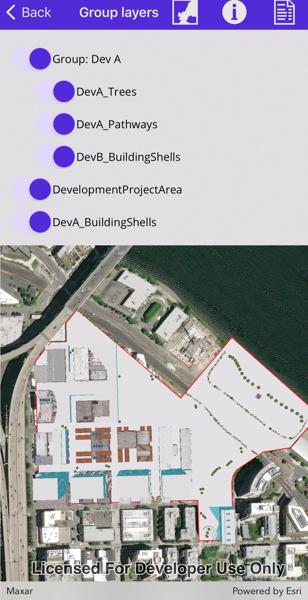 Back Group layers
Group: Dev A
DevA_Trees
DevA_Pathways
DevB_BuildingShells
DevelopmentProjectArea
DevA_BuildingShells
Licensed For Developer Use Only
Maxar Powered by Esri